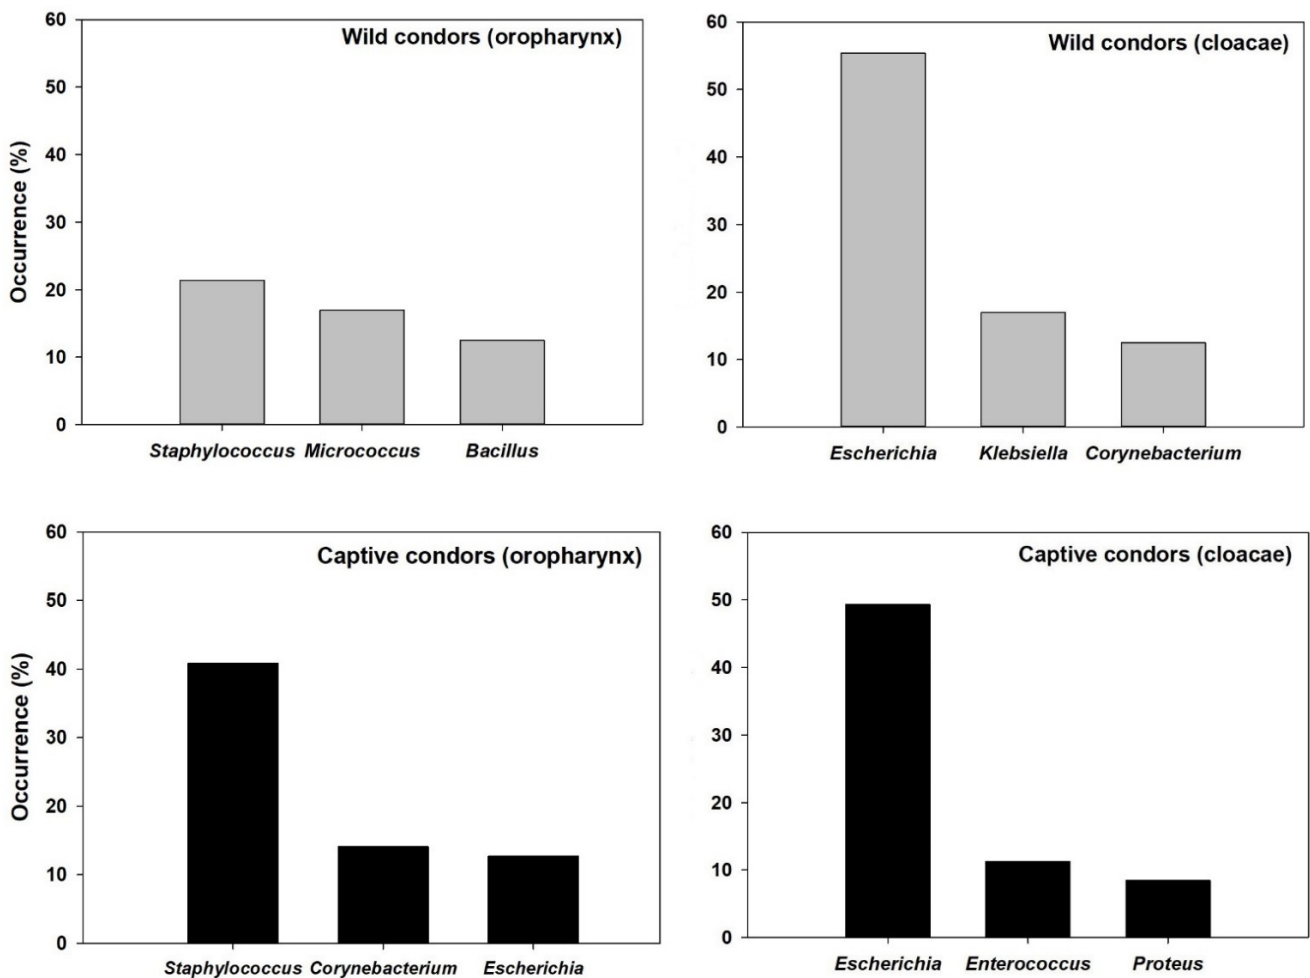 Wild condors (oropharynx)
Occurrence (%)
60
50
40
30
20
10
0
Staphylococcus Micrococcus Bacillus
Wild condors (cloacae)
60
50
40
30
20
10
0
Escherichia Klebsiella Corynebacterium
Captive condors (oropharynx)
Occurrence (%)
60
50
40
30
20
10
0
Staphylococcus Corynebacterium Escherichia
Captive condors (cloacae)
60
50
40
30
20
10
0
Escherichia Enterococcus Proteus